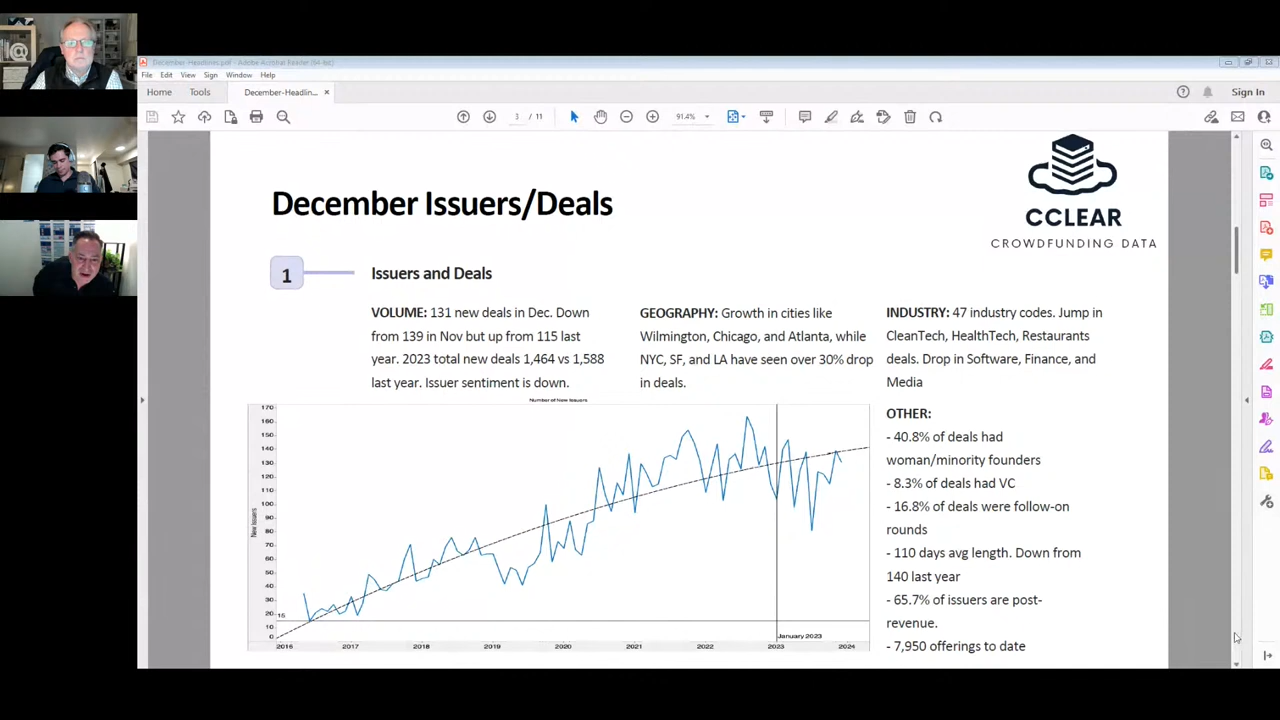 December-Headlines.pdf - Adobe Acrobat Reader (64-bit)
File Edit View Sign Window Help
Home Tools December-Headlin... × Sign In
3 / 11 91.4%
CCLEAR
CROWDFUNDING DATA
December Issuers/Deals
1
Issuers and Deals
VOLUME: 131 new deals in Dec. Down
from 139 in Nov but up from 115 last
year. 2023 total new deals 1,464 vs 1,588
last year. Issuer sentiment is down.
GEOGRAPHY: Growth in cities like
Wilmington, Chicago, and Atlanta, while
NYC, SF, and LA have seen over 30% drop
in deals.
INDUSTRY: 47 industry codes. Jump in
CleanTech, HealthTech, Restaurants
deals. Drop in Software, Finance, and
Media
OTHER:
- 40.8% of deals had
woman/minority founders
- 8.3% of deals had VC
- 16.8% of deals were follow-on
rounds
- 110 days avg length. Down from
140 last year
- 65.7% of issuers are post-
revenue.
- 7,950 offerings to date
Number of New Issuers
New Issuers
170
160
150
140
130
120
110
100
90
80
70
60
50
40
30
20
10
0
15
January 2023
2016 2017 2018 2019 2020 2021 2022 2023 2024
@